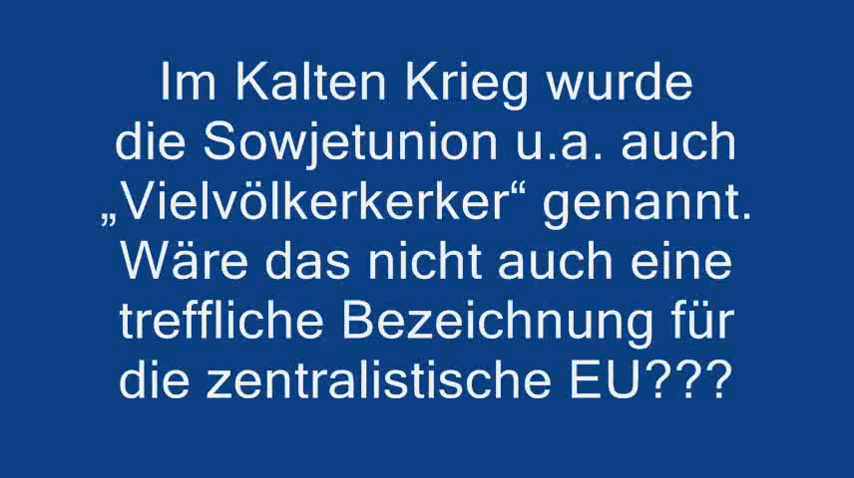 Im Kalten Krieg wurde
die Sowjetunion u.a. auch
„Vielvölkerkerker“ genannt.
Wäre das nicht auch eine
treffliche Bezeichnung für
die zentralistische EU???